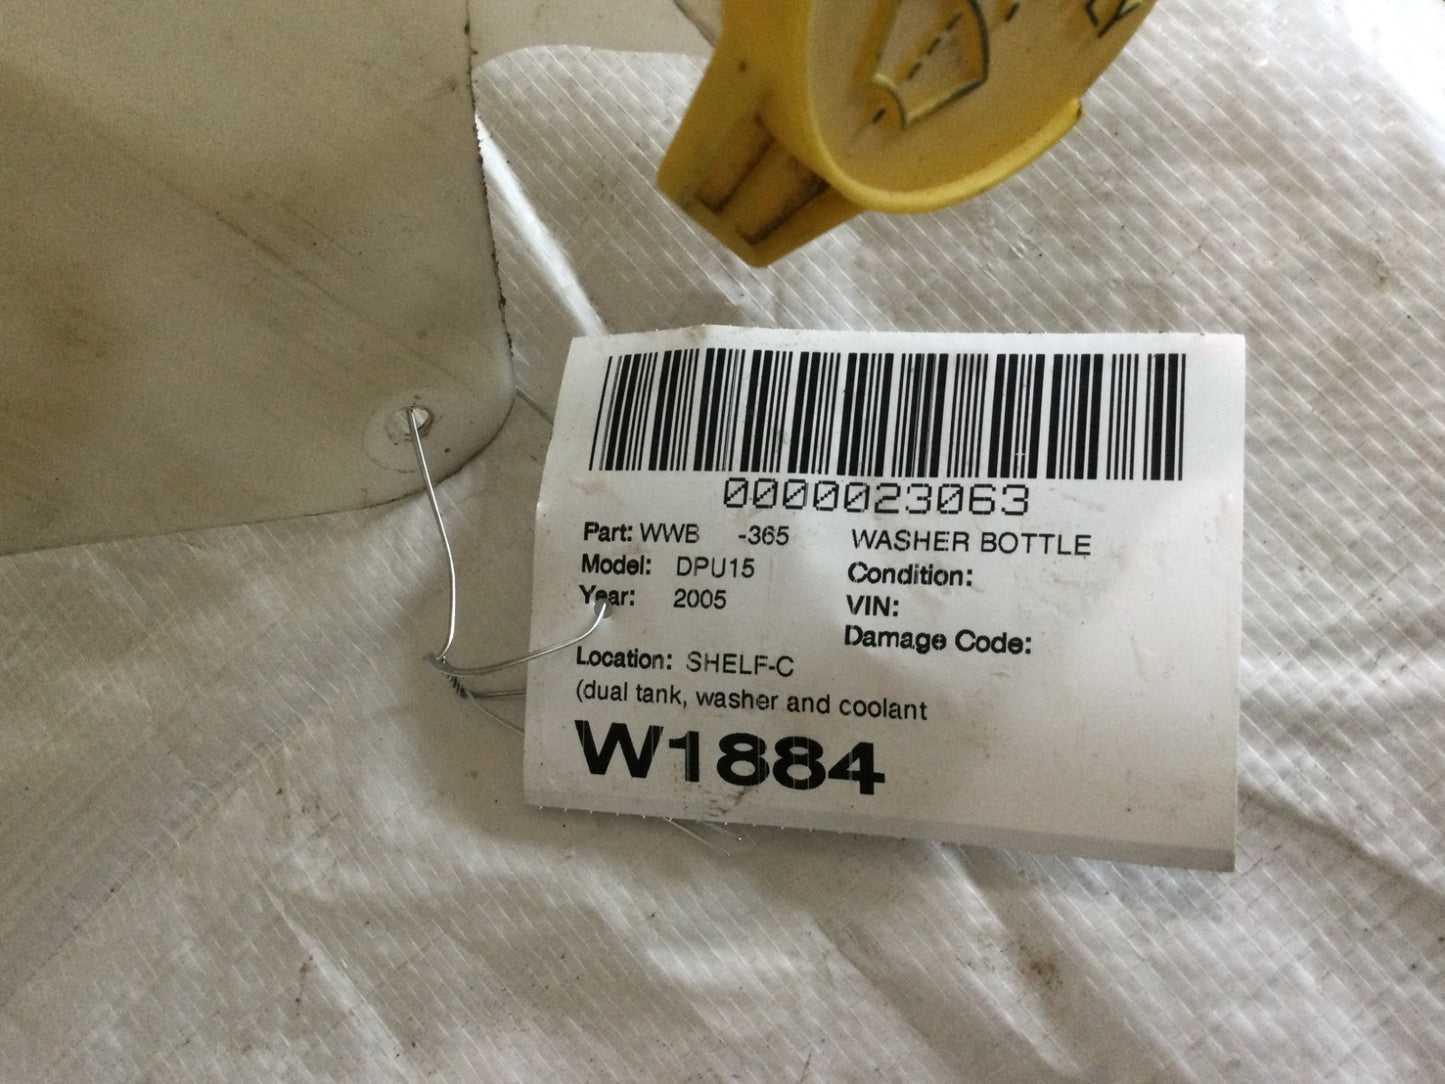 0000023063
Part: WWB -365 WASHER BOTTLE
Model: DPU15 Condition:
Year: 2005 VIN:
Damage Code:
Location: SHELF-C
(dual tank, washer and coolant
W1884